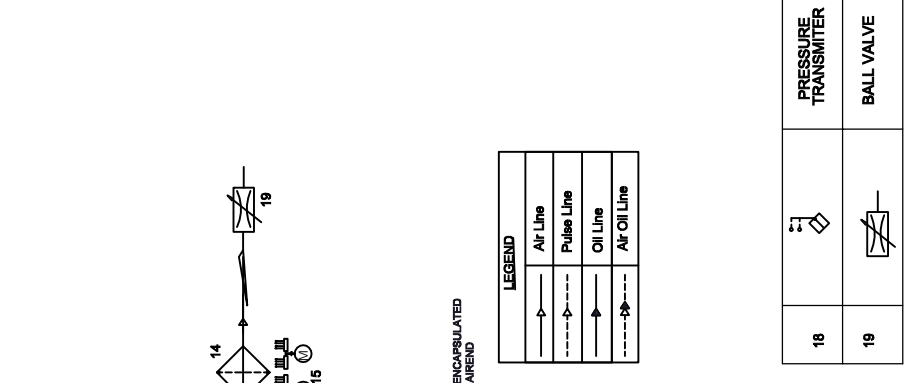 19
14
M
15
ENCAPSULATED
AIREND
LEGEND
Air Line
Pulse Line
Oil Line
Air Oil Line
18
PRESSURE
TRANSMITER
19
BALL VALVE